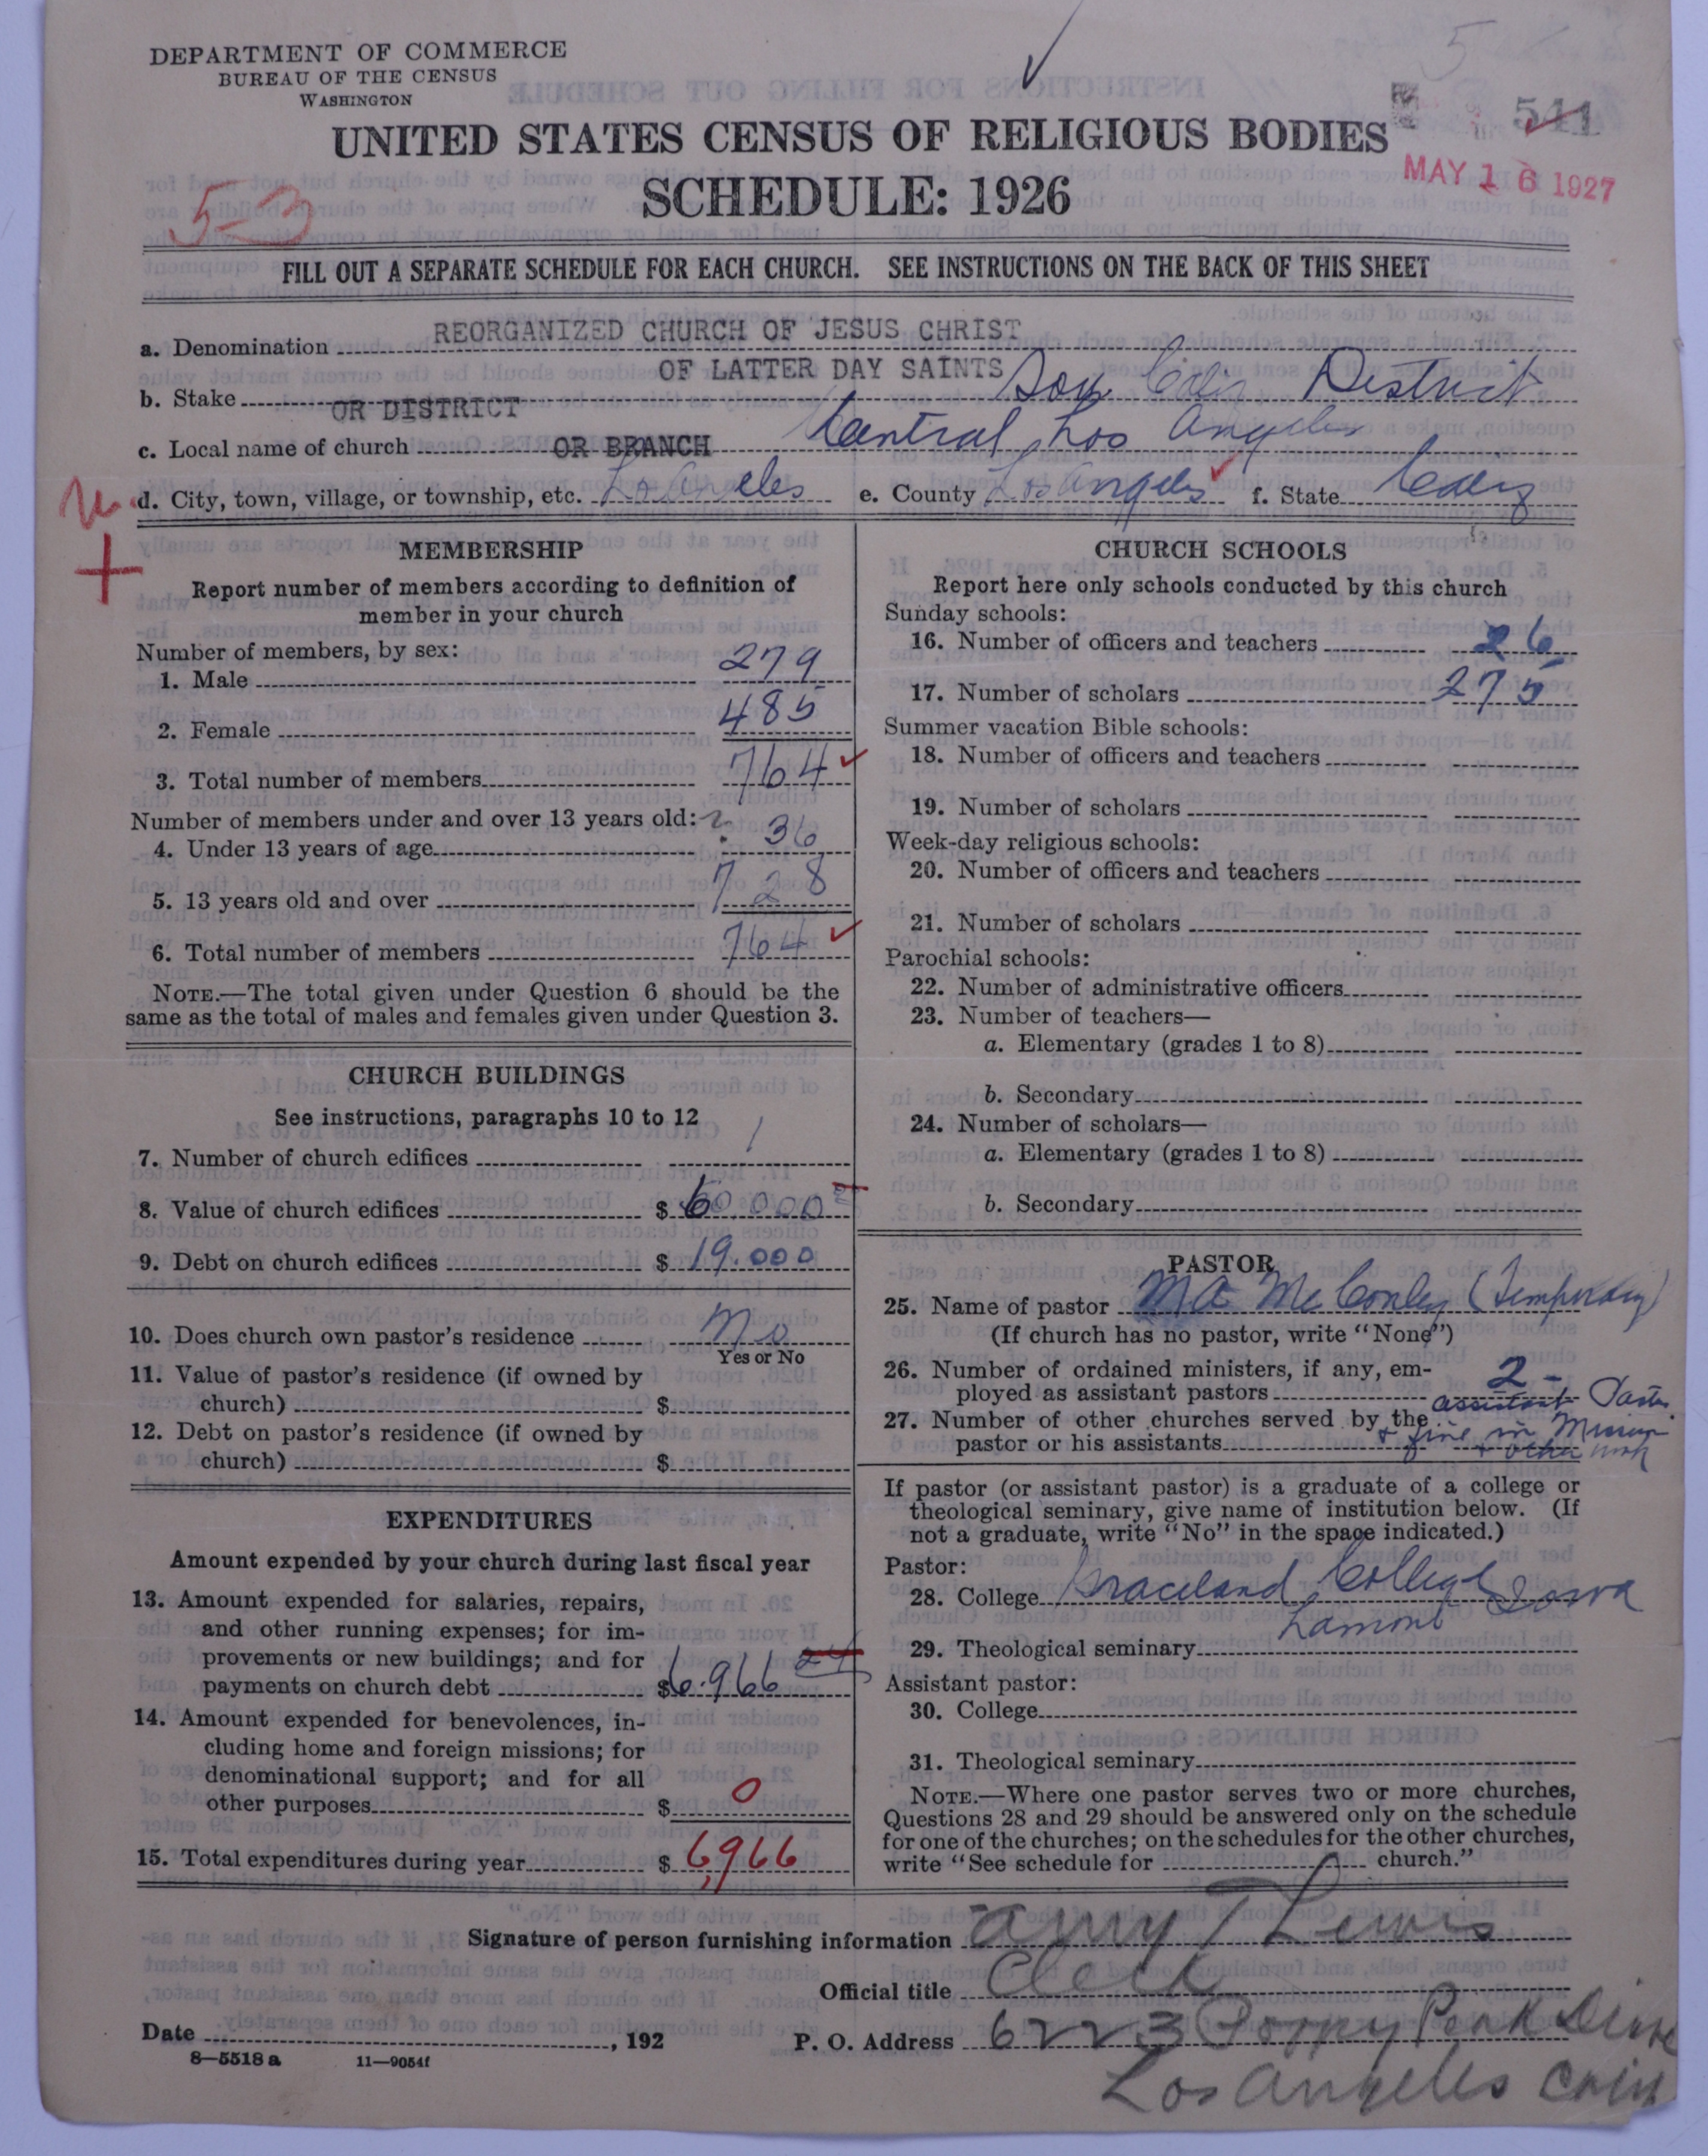 DEPARTMENT OF COMMERCE
BUREAU OF THE CENSUS
WASHINGTON
UNITED STATES CENSUS OF RELIGIOUS BODIES
541
MAY 16 1927
SCHEDULE: 1926
53
FILL OUT A SEPARATE SCHEDULE FOR EACH CHURCH. SEE INSTRUCTIONS ON THE BACK OF THIS SHEET
a. Denomination REORGANIZED CHURCH OF JESUS CHRIST
OF LATTER DAY SAINTS
b. Stake OR DISTRICT Sou Calif District
c. Local name of church OR BRANCH Central Los Angeles
d. City, town, village, or township, etc. Los Angeles e. County Los Angeles f. State Calif
MEMBERSHIP
Report number of members according to definition of
member in your church
Number of members, by sex:
1. Male 279
2. Female 485
3. Total number of members 764
Number of members under and over 13 years old: ?
4. Under 13 years of age 36
5. 13 years old and over 728
6. Total number of members 764
NOTE.—The total given under Question 6 should be the
same as the total of males and females given under Question 3.
CHURCH BUILDINGS
See instructions, paragraphs 10 to 12
7. Number of church edifices 1
8. Value of church edifices $ 60.000
9. Debt on church edifices $ 19.000
10. Does church own pastor's residence No
Yes or No
11. Value of pastor's residence (if owned by
church) $
12. Debt on pastor's residence (if owned by
church) $
EXPENDITURES
Amount expended by your church during last fiscal year
13. Amount expended for salaries, repairs,
and other running expenses; for im-
provements or new buildings; and for
payments on church debt $ 6.966 24
14. Amount expended for benevolences, in-
cluding home and foreign missions; for
denominational support; and for all
other purposes $ 0
15. Total expenditures during year $ 6,966
CHURCH SCHOOLS
Report here only schools conducted by this church
Sunday schools:
16. Number of officers and teachers 26
17. Number of scholars 275
Summer vacation Bible schools:
18. Number of officers and teachers
19. Number of scholars
Week-day religious schools:
20. Number of officers and teachers
21. Number of scholars
Parochial schools:
22. Number of administrative officers
23. Number of teachers—
a. Elementary (grades 1 to 8)
b. Secondary
24. Number of scholars—
a. Elementary (grades 1 to 8)
b. Secondary
PASTOR
25. Name of pastor M A McConley (Temporary)
(If church has no pastor, write "None")
26. Number of ordained ministers, if any, em-
ployed as assistant pastors 2 -
assistant Pastor
27. Number of other churches served by the
pastor or his assistants in Mission
+ other work
If pastor (or assistant pastor) is a graduate of a college or
theological seminary, give name of institution below. (If
not a graduate, write "No" in the space indicated.)
Pastor:
28. College Graceland College
Lamoni Iowa
29. Theological seminary
Assistant pastor:
30. College
31. Theological seminary
NOTE.—Where one pastor serves two or more churches,
Questions 28 and 29 should be answered only on the schedule
for one of the churches; on the schedules for the other churches,
write "See schedule for church."
Signature of person furnishing information Amy T Lewis
Official title Clerk
Date , 192 P. O. Address 6223 Poppy Peak Drive
8—5518 a 11—9054f
Los Angeles Calif